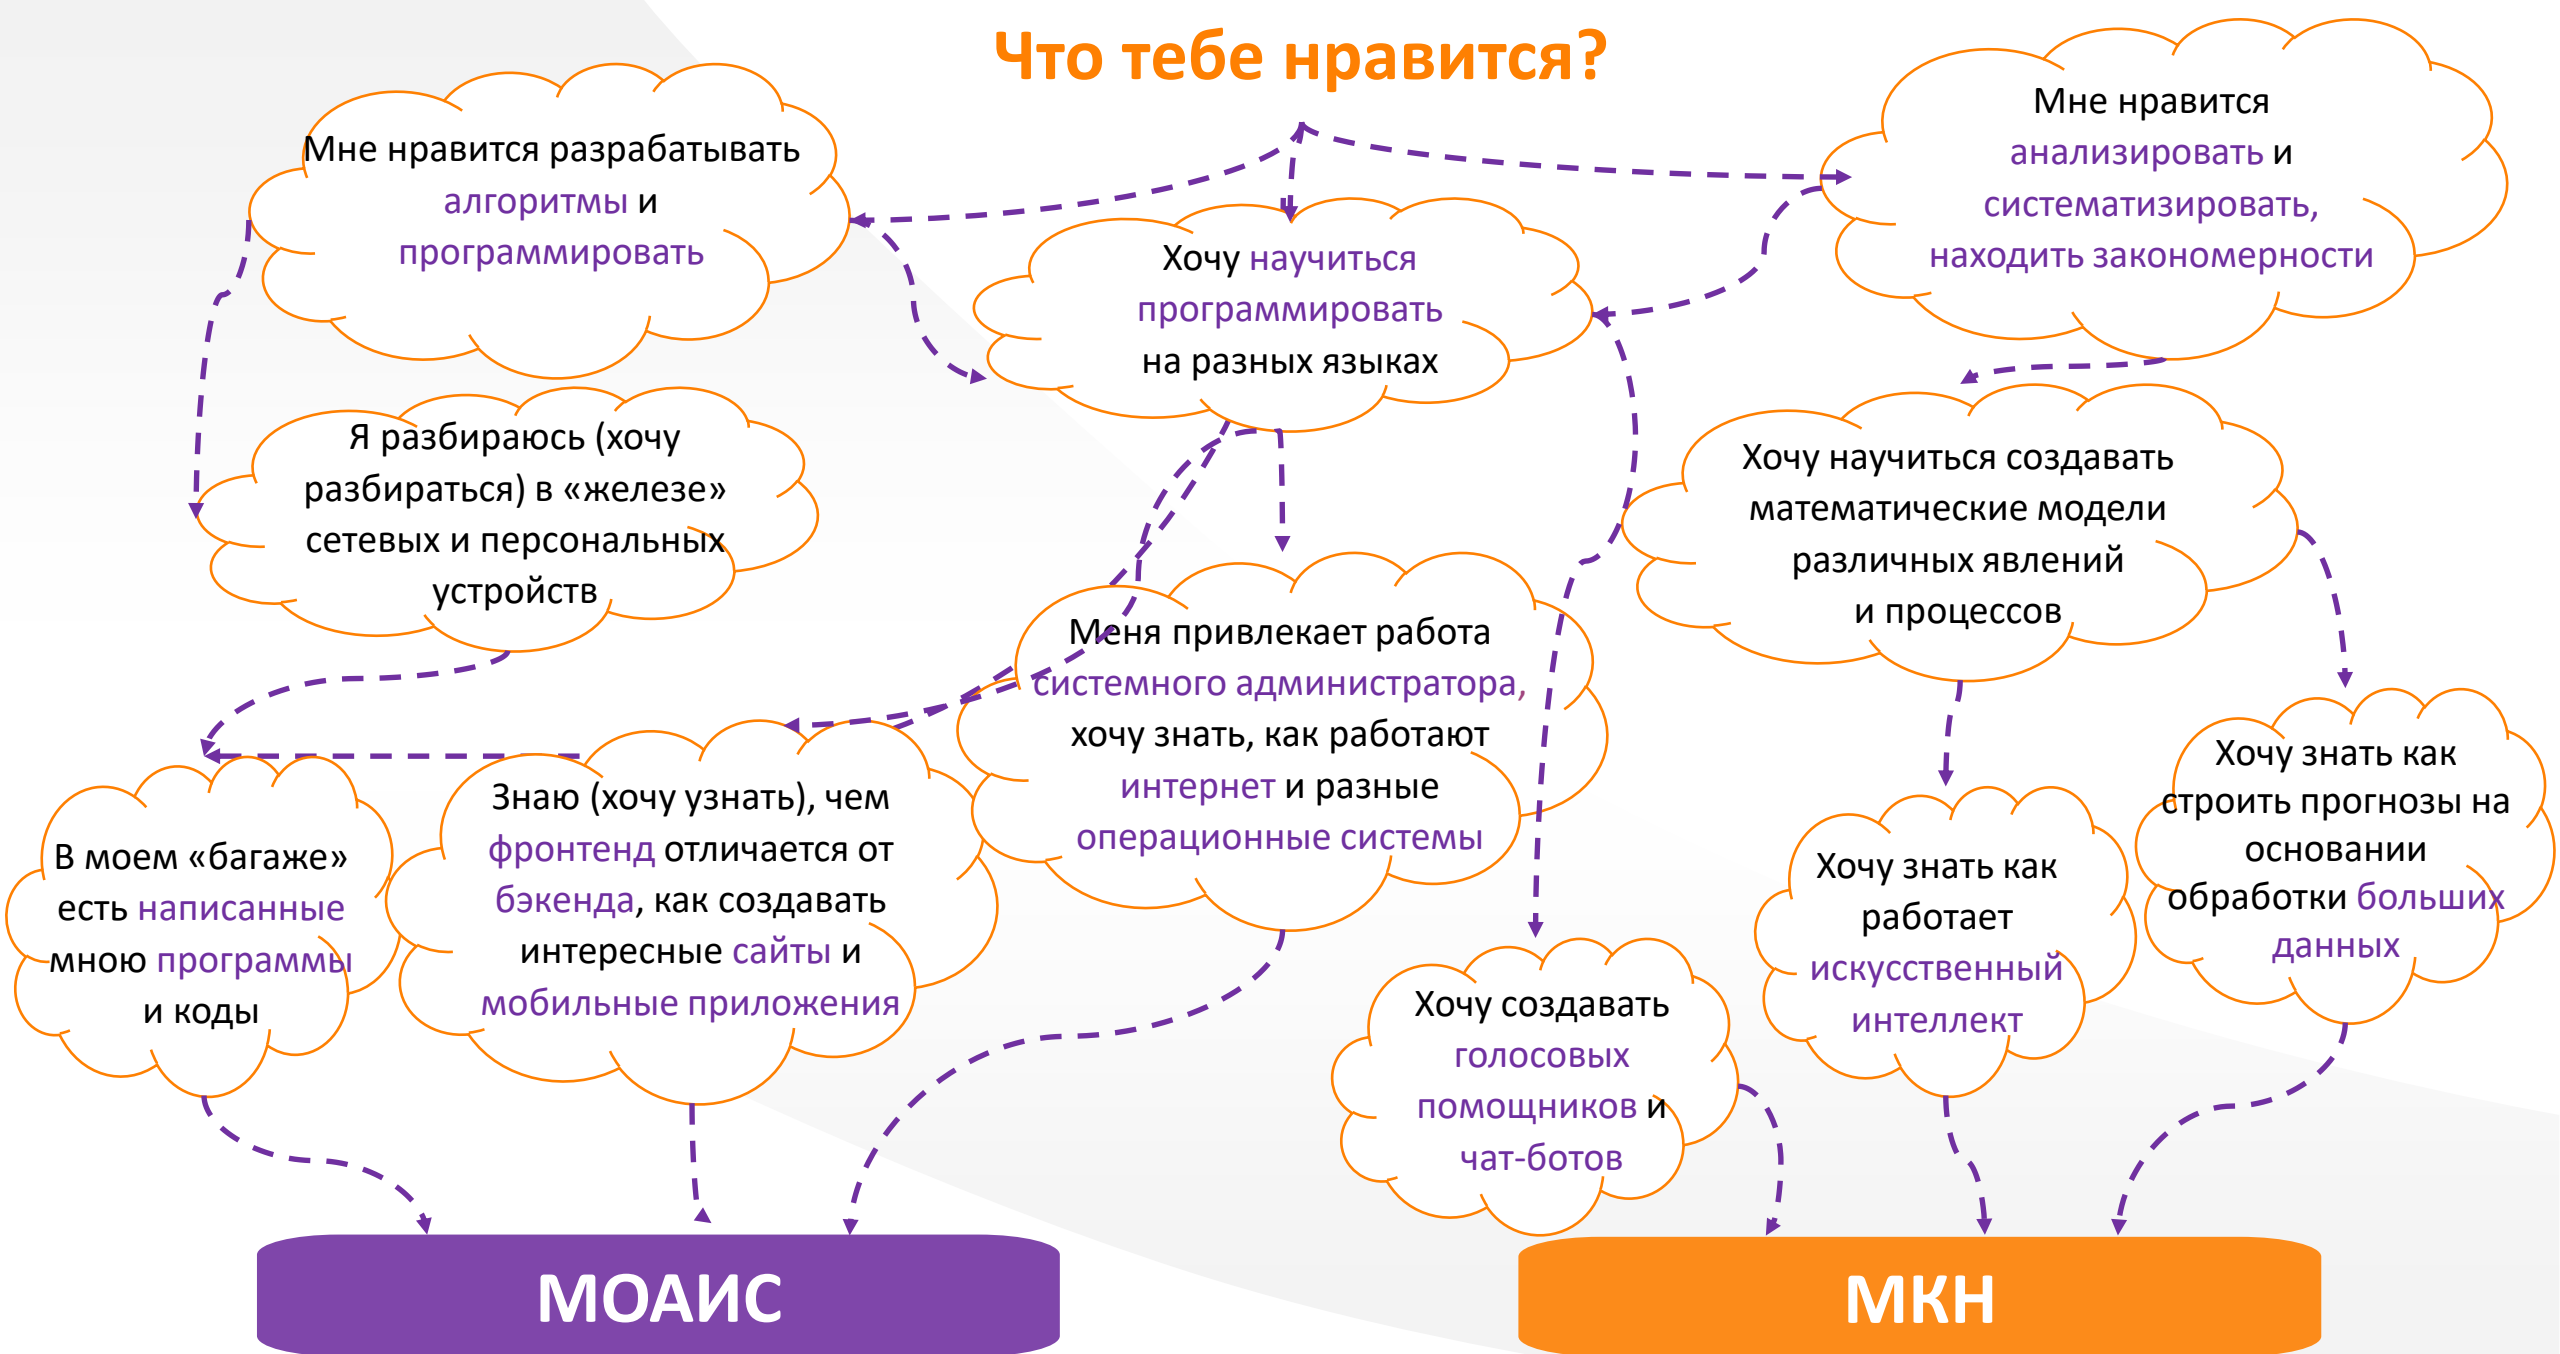 Что тебе нравится?
Мне нравится разрабатывать
алгоритмы и
программировать
Хочу научиться
программировать
на разных языках
Мне нравится
анализировать и
систематизировать,
находить закономерности
Я разбираюсь (хочу
разбираться) в «железе»
сетевых и персональных
устройств
Хочу научиться создавать
математические модели
различных явлений
и процессов
Меня привлекает работа
системного администратора,
хочу знать, как работают
интернет и разные
операционные системы
В моем «багаже»
есть написанные
мною программы
и коды
Знаю (хочу узнать), чем
фронтенд отличается от
бэкенда, как создавать
интересные сайты и
мобильные приложения
Хочу создавать
голосовых
помощников и
чат-ботов
Хочу знать как
работает
искусственный
интеллект
Хочу знать как
строить прогнозы на
основании
обработки больших
данных
МОАИС
МКН